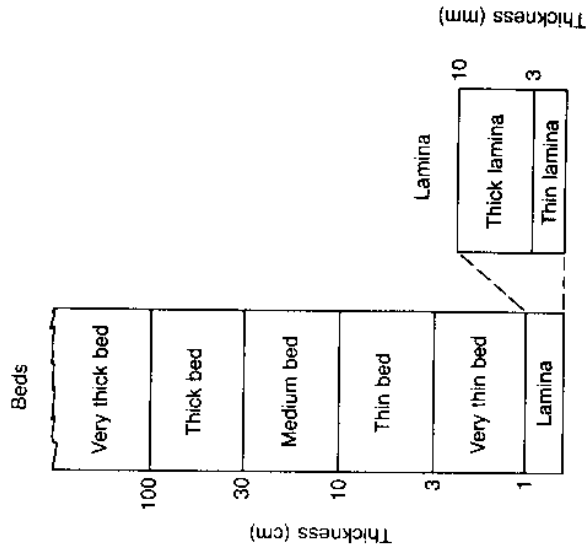 Beds
Very thick bed
100
Thick bed
30
Medium bed
10
Thin bed
3
Very thin bed
1
Lamina
Thickness (cm)
Lamina
10
Thick lamina
3
Thin lamina
Thickness (mm)